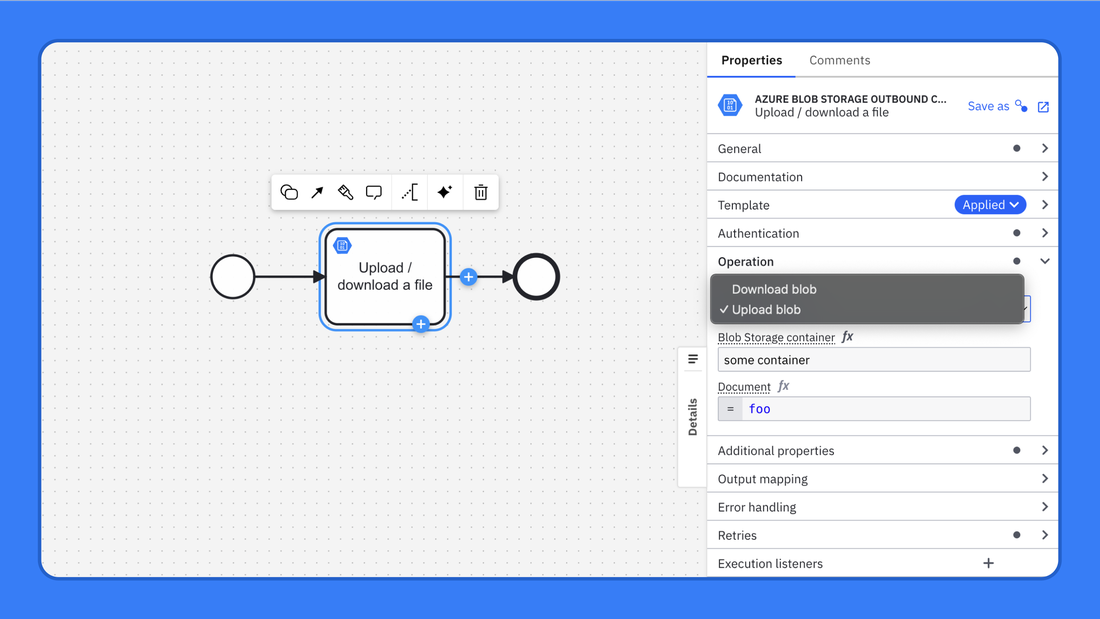 Properties
Comments
AZURE BLOB STORAGE OUTBOUND C...
Upload / download a file
Save as
General
Documentation
Template
Applied
Authentication
Operation
Download blob
✓ Upload blob
Blob Storage container fx
some container
Document fx
= foo
Additional properties
Output mapping
Error handling
Retries
Execution listeners
Details
Upload /
download a file